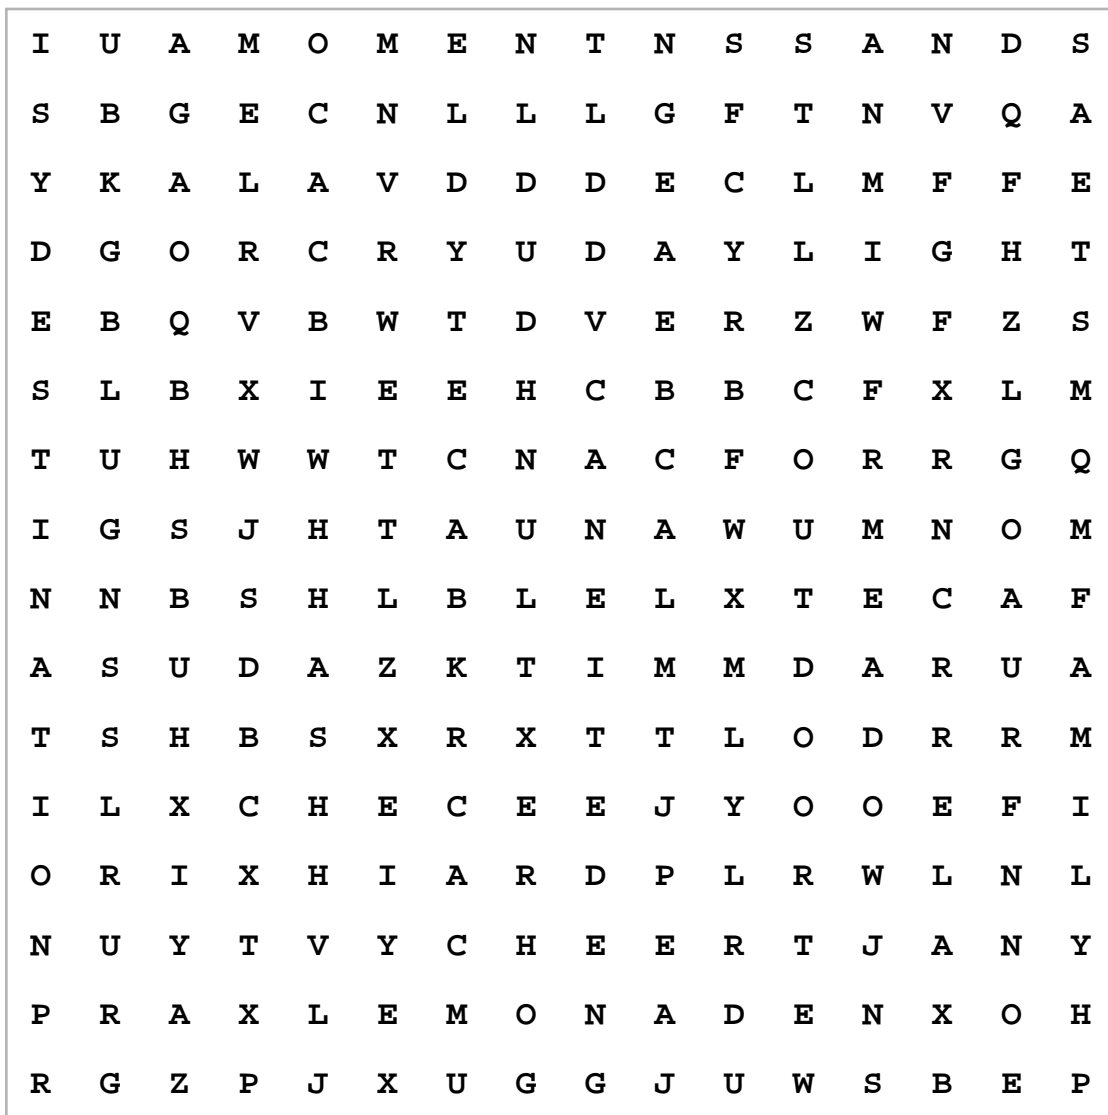 I U A M O M E N T N S S A N D S
S B G E C N L L L G F T N V Q A
Y K A L A V D D D E C L M F F E
D G O R C R Y U D A Y L I G H T
E B Q V B W T D V E R Z W F Z S
S L B X I E E H C B B C F X L M
T U H W W T C N A C F O R R G Q
I G S J H T A U N A W U M N O M
N N B S H L B L E L X T E C A F
A S U D A Z K T I M M D A R U A
T S H B S X R X T T L O D R R M
I L X C H E C E E J Y O O E F I
O R I X H I A R D P L R W L N L
N U Y T V Y C H E E R T J A N Y
P R A X L E M O N A D E N X O H
R G Z P J X U G G J U W S B E P